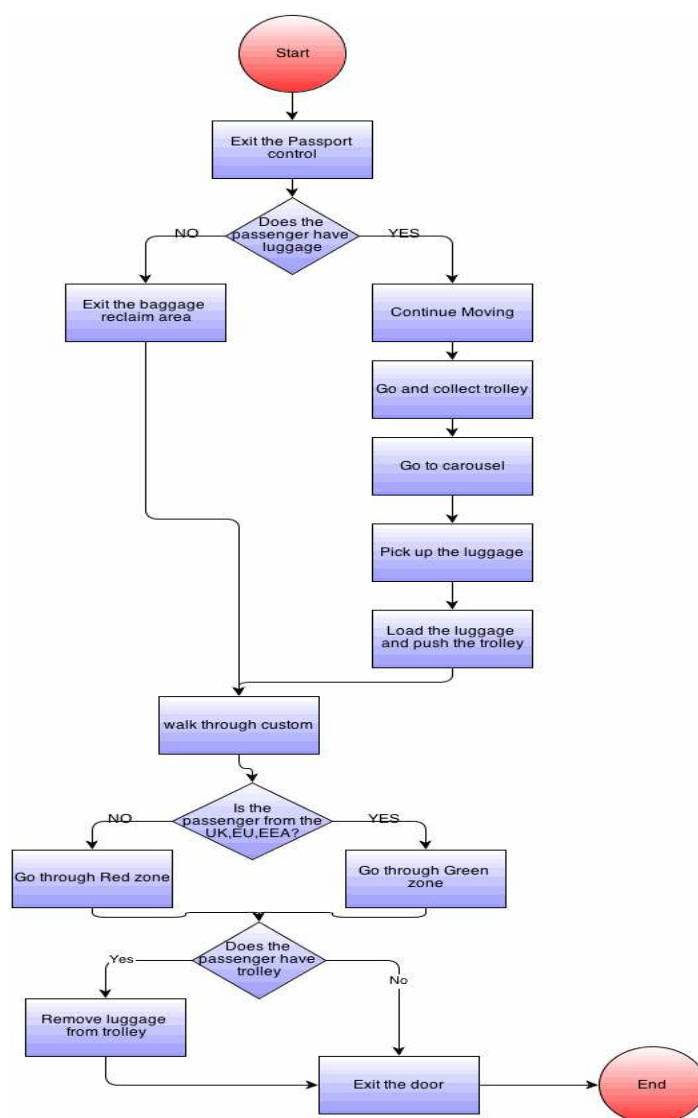 Start
Exit the Passport
control
Does the
passenger have
luggage
NO
YES
Exit the baggage
reclaim area
Continue Moving
Go and collect trolley
Go to carousel
Pick up the luggage
Load the luggage
and push the trolley
walk through custom
Is the
passenger from the
UK,EU,EEA?
NO
YES
Go through Red zone
Go through Green
zone
Does the
passenger have
trolley
Yes
No
Remove luggage
from trolley
Exit the door
End